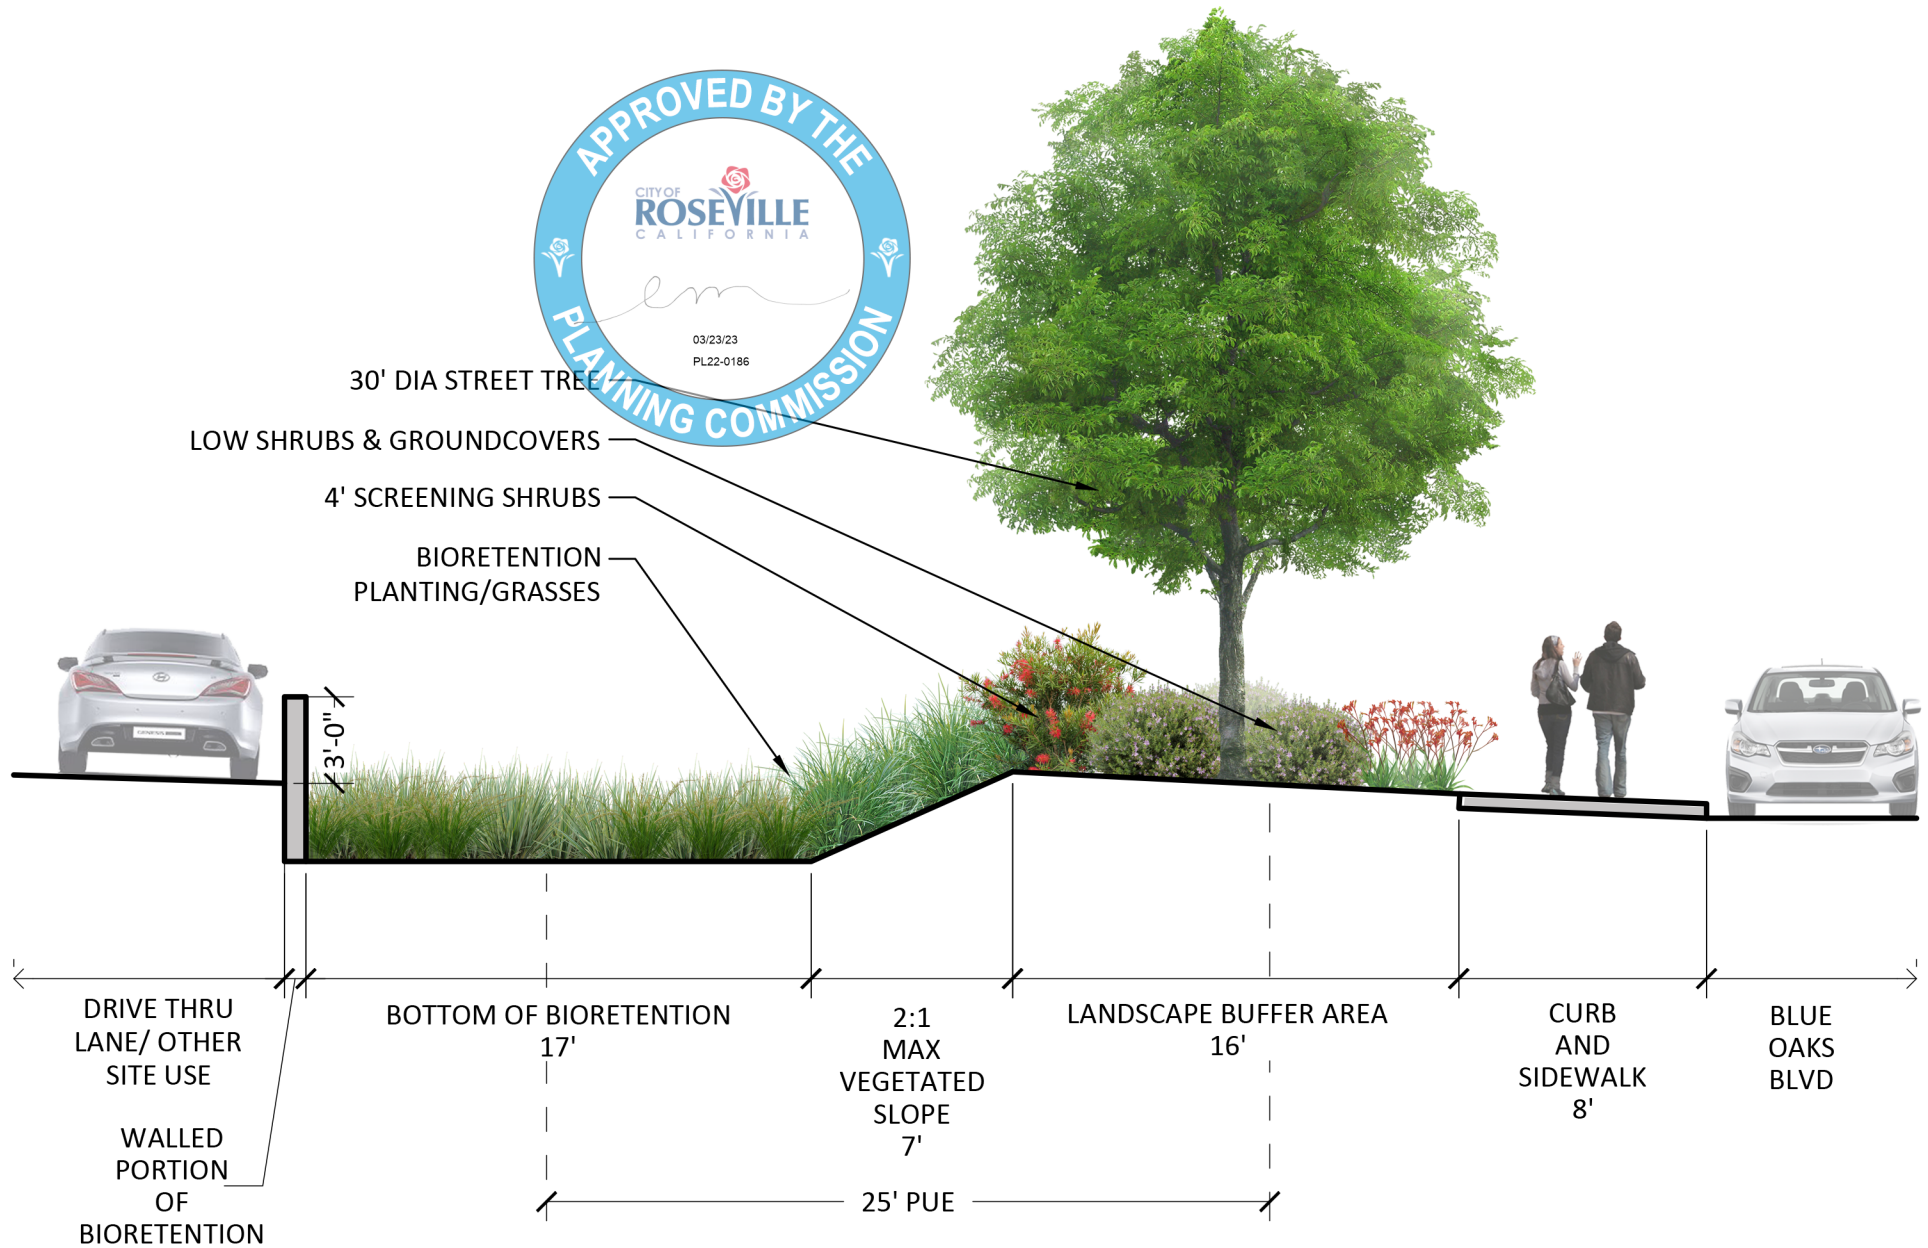 APPROVED BY THE
CITY OF
ROSEVILLE
CALIFORNIA
03/23/23
PL22-0186
PLANNING COMMISSION
30' DIA STREET TREE
LOW SHRUBS & GROUNDCOVERS
4' SCREENING SHRUBS
BIORETENTION
PLANTING/GRASSES
3'-0"
DRIVE THRU
LANE/ OTHER
SITE USE
WALLED
PORTION
OF
BIORETENTION
BOTTOM OF BIORETENTION
17'
2:1
MAX
VEGETATED
SLOPE
7'
LANDSCAPE BUFFER AREA
16'
CURB
AND
SIDEWALK
8'
BLUE
OAKS
BLVD
25' PUE